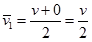 v̄₁ = (v + 0)/2 = v/2